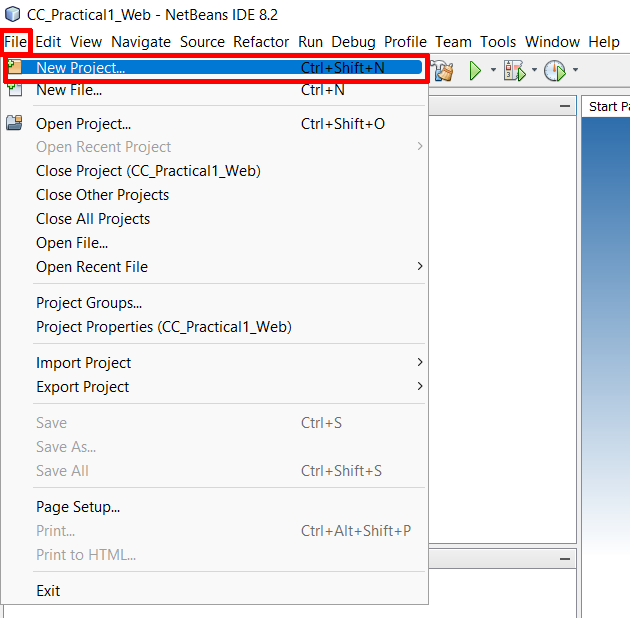 CC_Practical1_Web - NetBeans IDE 8.2
File Edit View Navigate Source Refactor Run Debug Profile Team Tools Window Help
New Project... Ctrl+Shift+N
New File... Ctrl+N
Start Pa
Open Project... Ctrl+Shift+O
Open Recent Project
Close Project (CC_Practical1_Web)
Close Other Projects
Close All Projects
Open File...
Open Recent File
Project Groups...
Project Properties (CC_Practical1_Web)
Import Project
Export Project
Save Ctrl+S
Save As...
Save All Ctrl+Shift+S
Page Setup...
Print... Ctrl+Alt+Shift+P
Print to HTML...
Exit